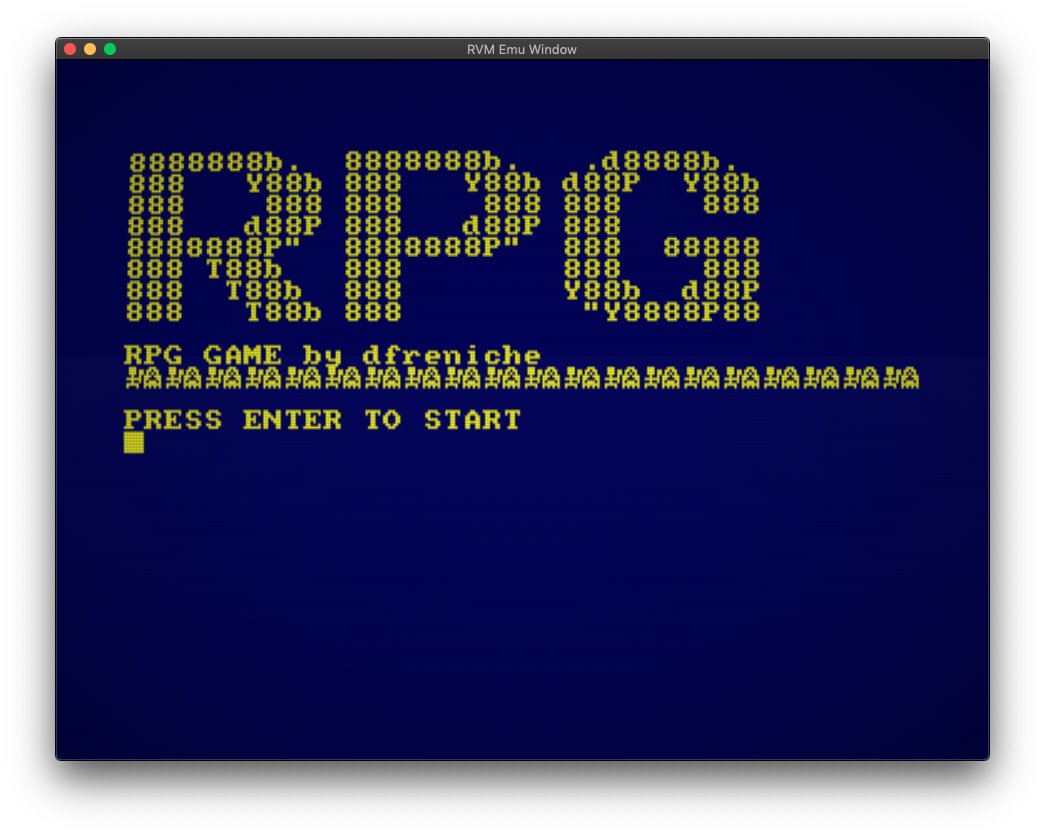 RVM Emu Window
8888888b.  8888888b.   .d8888b.
888   Y88b 888   Y88b d88P  Y88b
888    888 888    888 888    888
888   d88P 888   d88P 888
8888888P"  8888888P"  888  88888
888 T88b   888        888    888
888  T88b  888        Y88b  d88P
888   T88b 888         "Y8888P88
RPG GAME by dfreniche
PRESS ENTER TO START